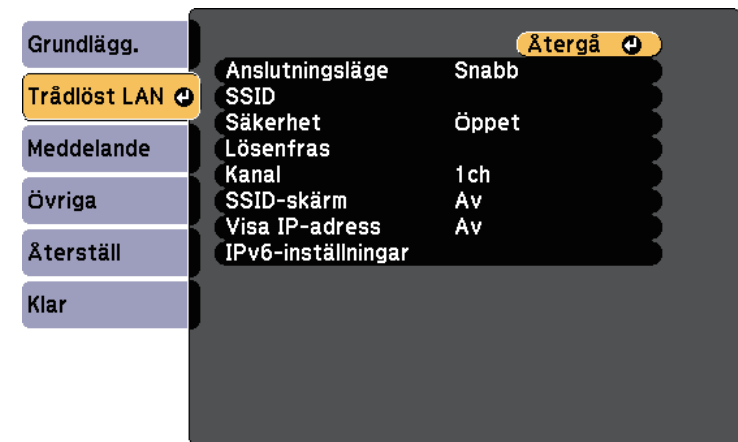 Grundlägg.
Trådlöst LAN
Meddelande
Övriga
Återställ
Klar
Återgå
Anslutningsläge Snabb
SSID
Säkerhet Öppet
Lösenfras
Kanal 1ch
SSID-skärm Av
Visa IP-adress Av
IPv6-inställningar